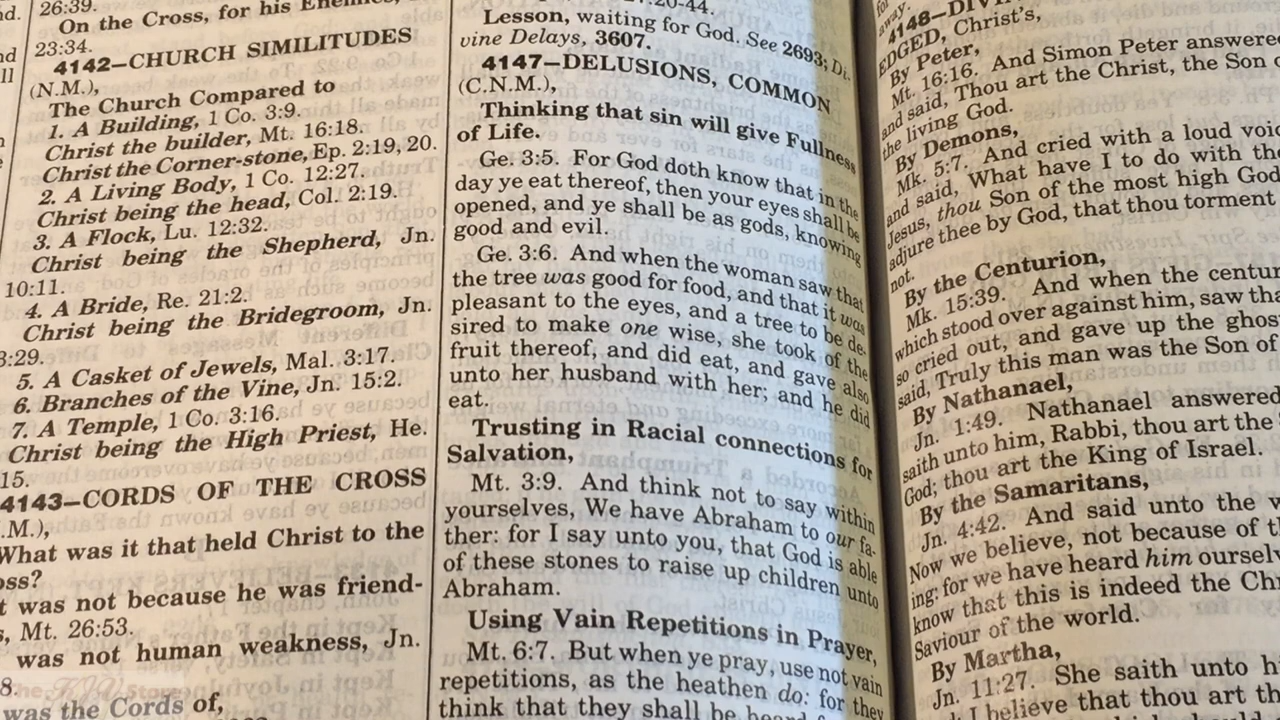 nd.
nd
ll
26:39.
On the Cross, for his Enemies,
23:34.
4142—CHURCH SIMILITUDES
(N.M.),
The Church Compared to
1. A Building, 1 Co. 3:9.
Christ the builder, Mt. 16:18.
Christ the Corner-stone, Ep. 2:19, 20.
2. A Living Body, 1 Co. 12:27.
Christ being the head, Col. 2:19.
3. A Flock, Lu. 12:32.
Christ being the Shepherd, Jn.
10:11.
4. A Bride, Re. 21:2.
Christ being the Bridegroom, Jn.
3:29.
5. A Casket of Jewels, Mal. 3:17.
6. Branches of the Vine, Jn. 15:2.
7. A Temple, 1 Co. 3:16.
Christ being the High Priest, He.
15.
4143—CORDS OF THE CROSS
.M.),
What was it that held Christ to the
oss?
t was not because he was friend-
s, Mt. 26:53.
was not human weakness, Jn.
8.
was the Cords of,
:20-44.
Lesson, waiting for God. See 2693; Di-
vine Delays, 3607.
4147—DELUSIONS, COMMON
(C.N.M.),
Thinking that sin will give Fullness
of Life.
Ge. 3:5. For God doth know that in the
day ye eat thereof, then your eyes shall be
opened, and ye shall be as gods, knowing
good and evil.
Ge. 3:6. And when the woman saw that
the tree was good for food, and that it was
pleasant to the eyes, and a tree to be de-
sired to make one wise, she took of the
fruit thereof, and did eat, and gave also
unto her husband with her; and he did
eat.
Trusting in Racial connections for
Salvation,
Mt. 3:9. And think not to say within
yourselves, We have Abraham to our fa-
ther: for I say unto you, that God is able
of these stones to raise up children unto
Abraham.
Using Vain Repetitions in Prayer,
Mt. 6:7. But when ye pray, use not vain
repetitions, as the heathen do: for they
think that they shall be heard
for
away.
4148—DIVI
EDGED, Christ's,
By Peter,
Mt. 16:16. And Simon Peter answered
and said, Thou art the Christ, the Son o
the living God.
By Demons,
Mk. 5:7. And cried with a loud voic
and said, What have I to do with the
Jesus, thou Son of the most high God
adjure thee by God, that thou torment
not.
By the Centurion,
Mk. 15:39. And when the centur
which stood over against him, saw tha
so cried out, and gave up the ghos
said, Truly this man was the Son of
By Nathanael,
Jn. 1:49. Nathanael answered
saith unto him, Rabbi, thou art the
God; thou art the King of Israel.
By the Samaritans,
Jn. 4:42. And said unto the w
Now we believe, not because of t
ing: for we have heard him oursel
know that this is indeed the Chr
Saviour of the world.
By Martha,
Jn. 11:27. She saith unto hi
I believe that thou art th